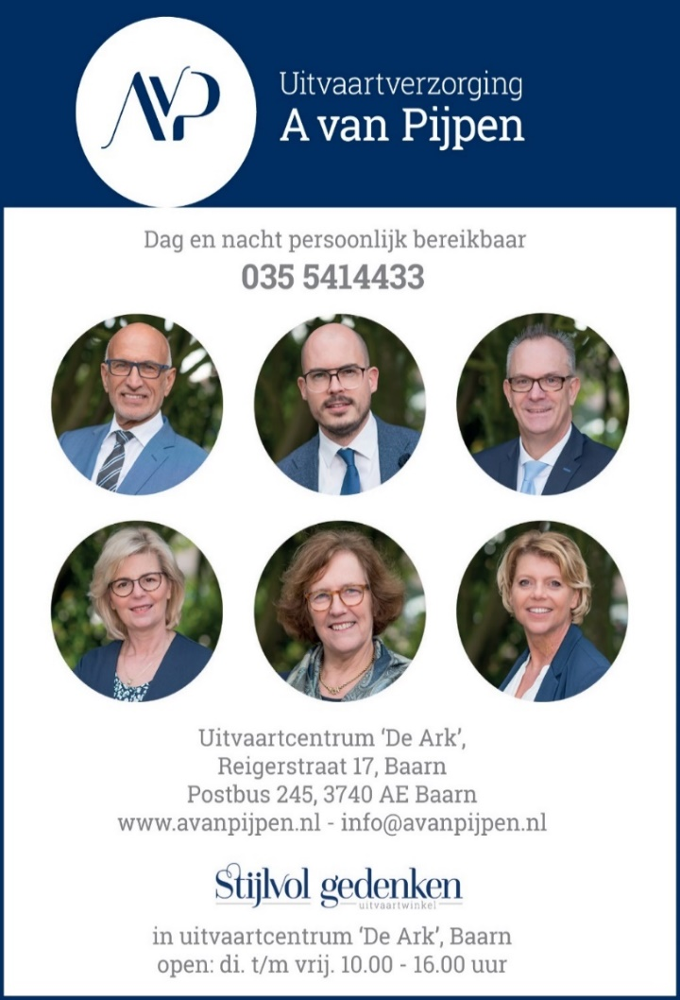 AVP
Uitvaartverzorging
A van Pijpen
Dag en nacht persoonlijk bereikbaar
035 5414433
Uitvaartcentrum ‘De Ark’,
Reigerstraat 17, Baarn
Postbus 245, 3740 AE Baarn
www.avanpijpen.nl - info@avanpijpen.nl
Stijlvol gedenken
uitvaartwinkel
in uitvaartcentrum ‘De Ark’, Baarn
open: di. t/m vrij. 10.00 - 16.00 uur